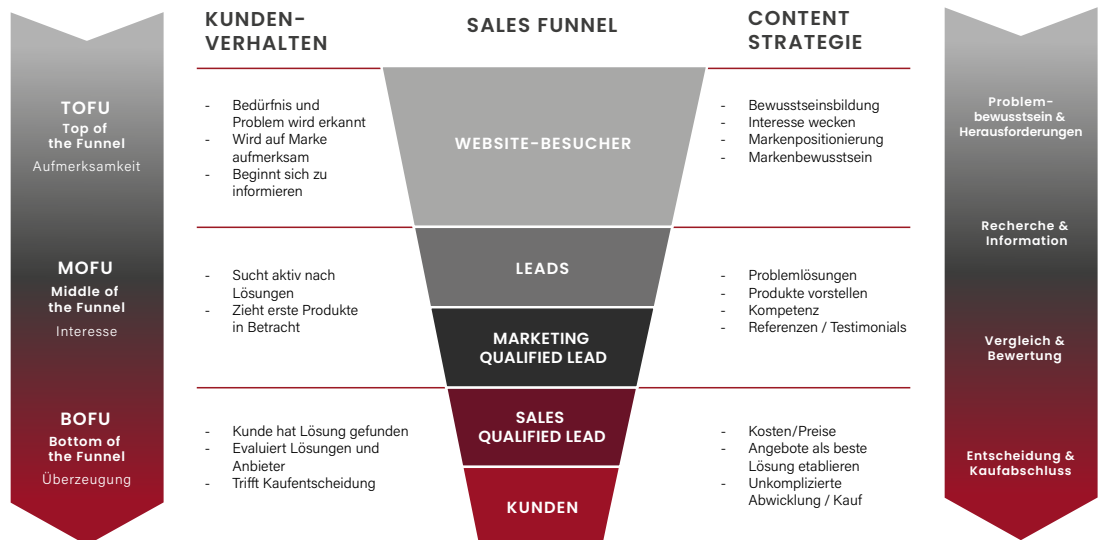 KUNDEN-
VERHALTEN
SALES FUNNEL
CONTENT
STRATEGIE
TOFU
Top of
the Funnel
Aufmerksamkeit
- Bedürfnis und
Problem wird erkannt
- Wird auf Marke
aufmerksam
- Beginnt sich zu
informieren
WEBSITE-BESUCHER
- Bewusstseinsbildung
- Interesse wecken
- Markenpositionierung
- Markenbewusstsein
Problem-
bewusstsein &
Herausforderungen
Recherche &
Information
MOFU
Middle of
the Funnel
Interesse
- Sucht aktiv nach
Lösungen
- Zieht erste Produkte
in Betracht
LEADS
MARKETING
QUALIFIED LEAD
- Problemlösungen
- Produkte vorstellen
- Kompetenz
- Referenzen / Testimonials
Vergleich &
Bewertung
BOFU
Bottom of
the Funnel
Überzeugung
- Kunde hat Lösung gefunden
- Evaluiert Lösungen und
Anbieter
- Trifft Kaufentscheidung
SALES
QUALIFIED LEAD
KUNDEN
- Kosten/Preise
- Angebote als beste
Lösung etablieren
- Unkomplizierte
Abwicklung / Kauf
Entscheidung &
Kaufabschluss